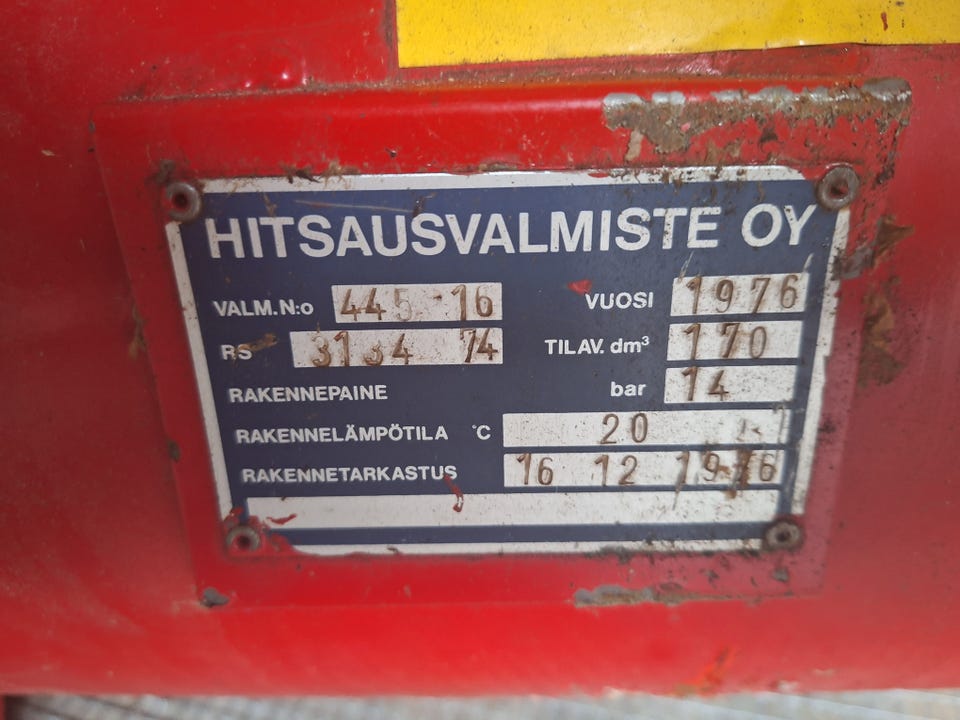 HITSAUSVALMISTE OY
VALM.N:o 445 16 VUOSI 1976
RS 3134 74 TILAV. dm³ 170
RAKENNEPAINE bar 14
RAKENNELÄMPÖTILA °C 20
RAKENNETARKASTUS 16 12 1976